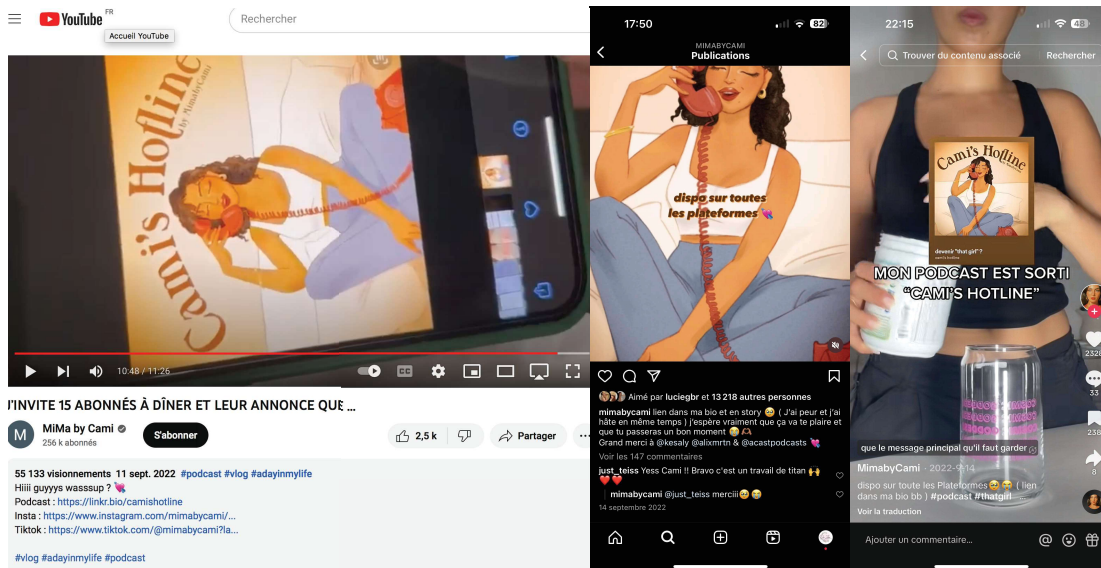 YouTube FR
Rechercher
Accueil YouTube
Cami's Hotline
by MimabyCami
10:48 / 11:26
J'INVITE 15 ABONNÉS À DÎNER ET LEUR ANNONCE QUE ...
M
MiMa by Cami
256 k abonnés
S'abonner
2,5 k
Partager
55 133 visionnements 11 sept. 2022 #podcast #vlog #adayinmylife
Hiiii guyyys wasssup ? 💘
Podcast : https://linkr.bio/camishotline
Insta : https://www.instagram.com/mimabycami/...
Tiktok : https://www.tiktok.com/@mimabycami?la...
#vlog #adayinmylife #podcast
17:50
82
MIMABYCAMI
Publications
dispo sur toutes
les plateformes 💘
Aimé par luciegbr et 13 218 autres personnes
mimabycami lien dans ma bio et en story 🥹 ( J'ai peur et j'ai
hâte en même temps ) j'espère vraiment que ça va te plaire et
que tu passeras un bon moment 😭🫶🏽
Grand merci à @kesaly @alixmrtn & @acastpodcasts 💘
Voir les 147 commentaires
just_teiss Yess Cami !! Bravo c'est un travail de titan 🙌
❤️❤️
mimabycami @just_teiss merciii🥹😭
14 septembre 2022
22:15
48
Trouver du contenu associé
Rechercher
Cami's Hotline
by MimabyCami
devenir "that girl" ?
cami's hotline
MON PODCAST EST SORTI
“CAMI'S HOTLINE”
2328
33
238
8
que le message principal qu'il faut garder
MimabyCami · 2022-9-14
dispo sur toute les Plateformes🥹😭 ( lien
dans ma bio bb ) #podcast #thatgirl
Voir la traduction
Ajouter un commentaire...